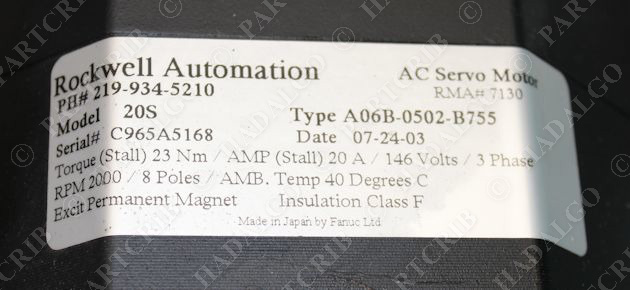 Rockwell Automation AC Servo Motor
PH# 219-934-5210 RMA# 7130
Model 20S Type A06B-0502-B755
Serial# C965A5168 Date 07-24-03
Torque (Stall) 23 Nm / AMP (Stall) 20 A / 146 Volts / 3 Phase
RPM 2000 / 8 Poles / AMB. Temp 40 Degrees C
Excit Permanent Magnet Insulation Class F
Made in Japan by Fanuc Ltd
PARTCRIB © HADALGO